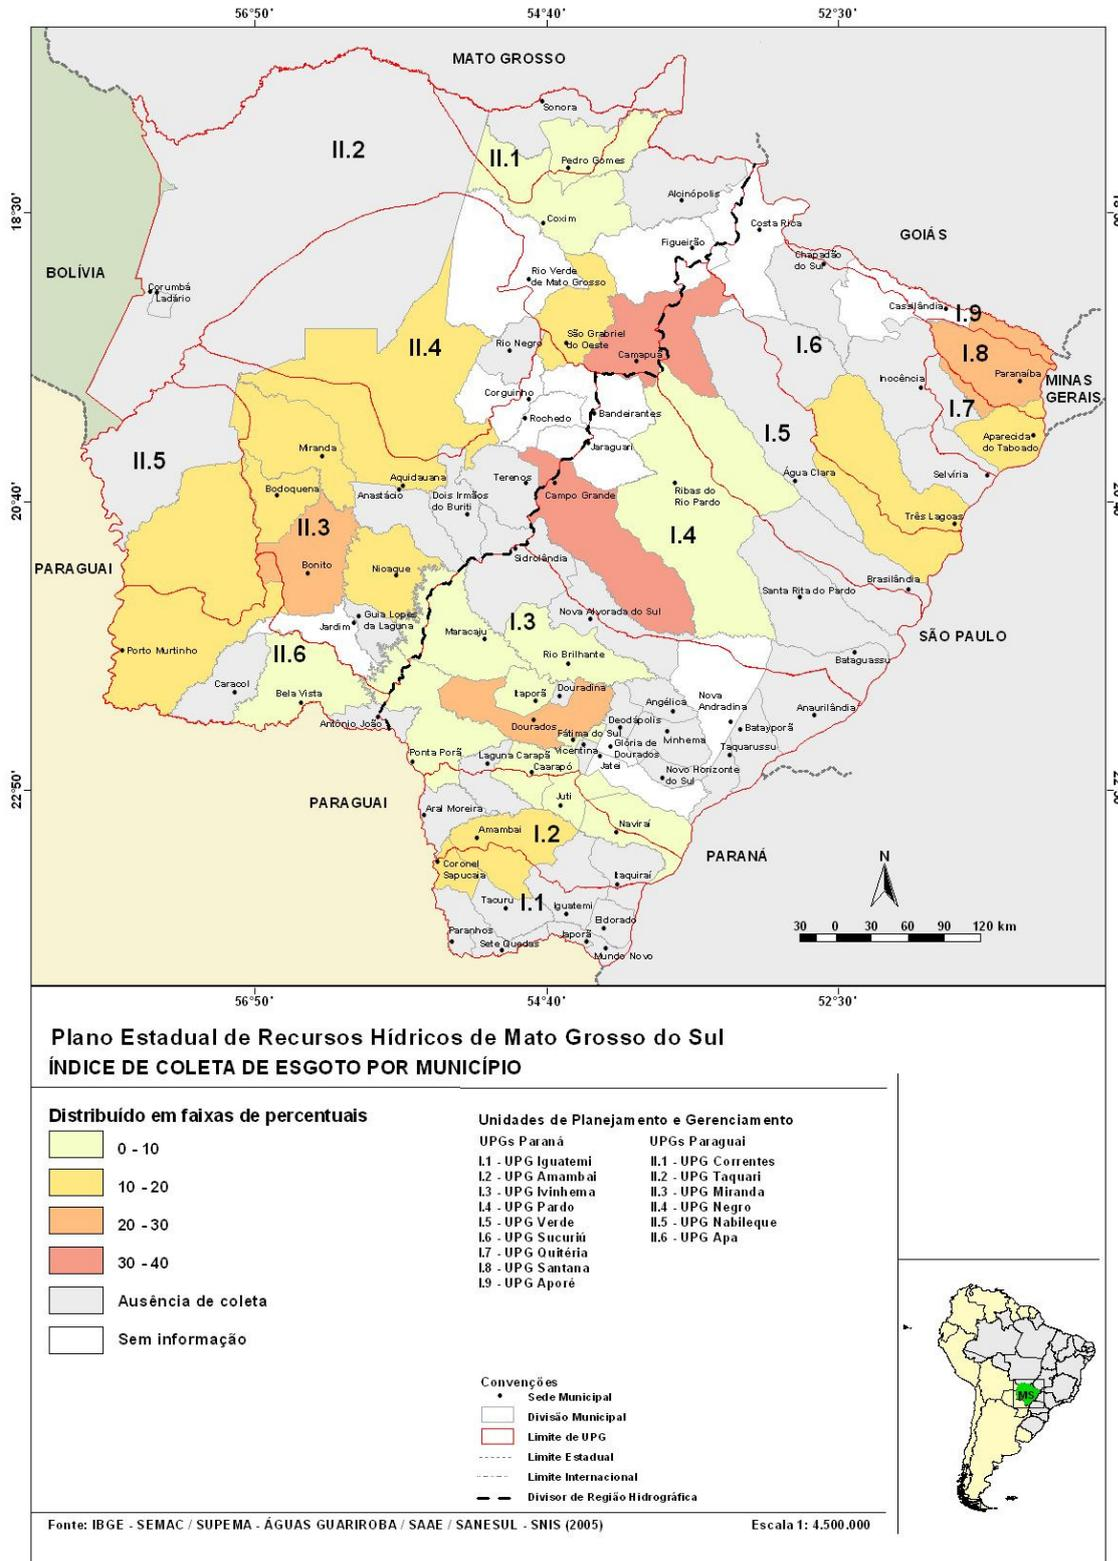 56°50' 54°40' 52°30'
MATO GROSSO
Sonora
II.2
II.1
Pedro Gomes
Alcinópolis
18°30'
Coxim
Costa Rica
GOIÁS
Figueirão
Chapadão
do Sul
BOLÍVIA
Rio Verde
de Mato Grosso
Corumbá
Ladário
Cassilândia
I.9
São Grabriel
do Oeste
II.4
Rio Negro
I.6
I.8
Camapuã
Paranaíba
Inocência
MINAS
GERAIS
Corguinho
I.7
Rochedo
Bandeirantes
I.5
Aparecida
do Taboado
Jaraguari
Miranda
II.5
Água Clara
Selvíria
Aquidauana
Terenos
Bodoquena
Anastácio
Dois Irmãos
do Buriti
Campo Grande
Ribas do
Rio Pardo
20°40'
Três Lagoas
II.3
I.4
Sidrolândia
PARAGUAI
Bonito
Nioaque
Brasilândia
Santa Rita do Pardo
Guia Lopes
da Laguna
Nova Alvorada do Sul
Jardim
I.3
Maracaju
SÃO PAULO
Porto Murtinho
II.6
Rio Brilhante
Bataguassu
Caracol
Bela Vista
Itaporã
Douradina
Angélica
Nova
Andradina
Anaurilândia
Antônio João
Dourados
Deodápolis
Fátima do Sul
Ivinhema
Batayporã
Glória de
Dourados
Vicentina
Taquarussu
Ponta Porã
Laguna Carapã
Caarapó
Jateí
Novo Horizonte
do Sul
22°50'
PARAGUAI
Juti
Aral Moreira
Amambai
I.2
Naviraí
PARANÁ
N
Coronel
Sapucaia
Itaquiraí
Tacuru
I.1
Iguatemi
Eldorado
30 0 30 60 90 120 km
Paranhos
Sete Quedas
Japorã
Mundo Novo
56°50' 54°40' 52°30'
Plano Estadual de Recursos Hídricos de Mato Grosso do Sul
ÍNDICE DE COLETA DE ESGOTO POR MUNICÍPIO
Distribuído em faixas de percentuais
0 - 10
10 - 20
20 - 30
30 - 40
Ausência de coleta
Sem informação
Unidades de Planejamento e Gerenciamento
UPGs Paraná
I.1 - UPG Iguatemi
I.2 - UPG Amambai
I.3 - UPG Ivinhema
I.4 - UPG Pardo
I.5 - UPG Verde
I.6 - UPG Sucuriú
I.7 - UPG Quitéria
I.8 - UPG Santana
I.9 - UPG Aporé
UPGs Paraguai
II.1 - UPG Correntes
II.2 - UPG Taquari
II.3 - UPG Miranda
II.4 - UPG Negro
II.5 - UPG Nabileque
II.6 - UPG Apa
Convenções
Sede Municipal
Divisão Municipal
Limite de UPG
Limite Estadual
Limite Internacional
Divisor de Região Hidrográfica
MS
Fonte: IBGE - SEMAC / SUPEMA - ÁGUAS GUARIROBA / SAAE / SANESUL - SNIS (2005)
Escala 1: 4.500.000